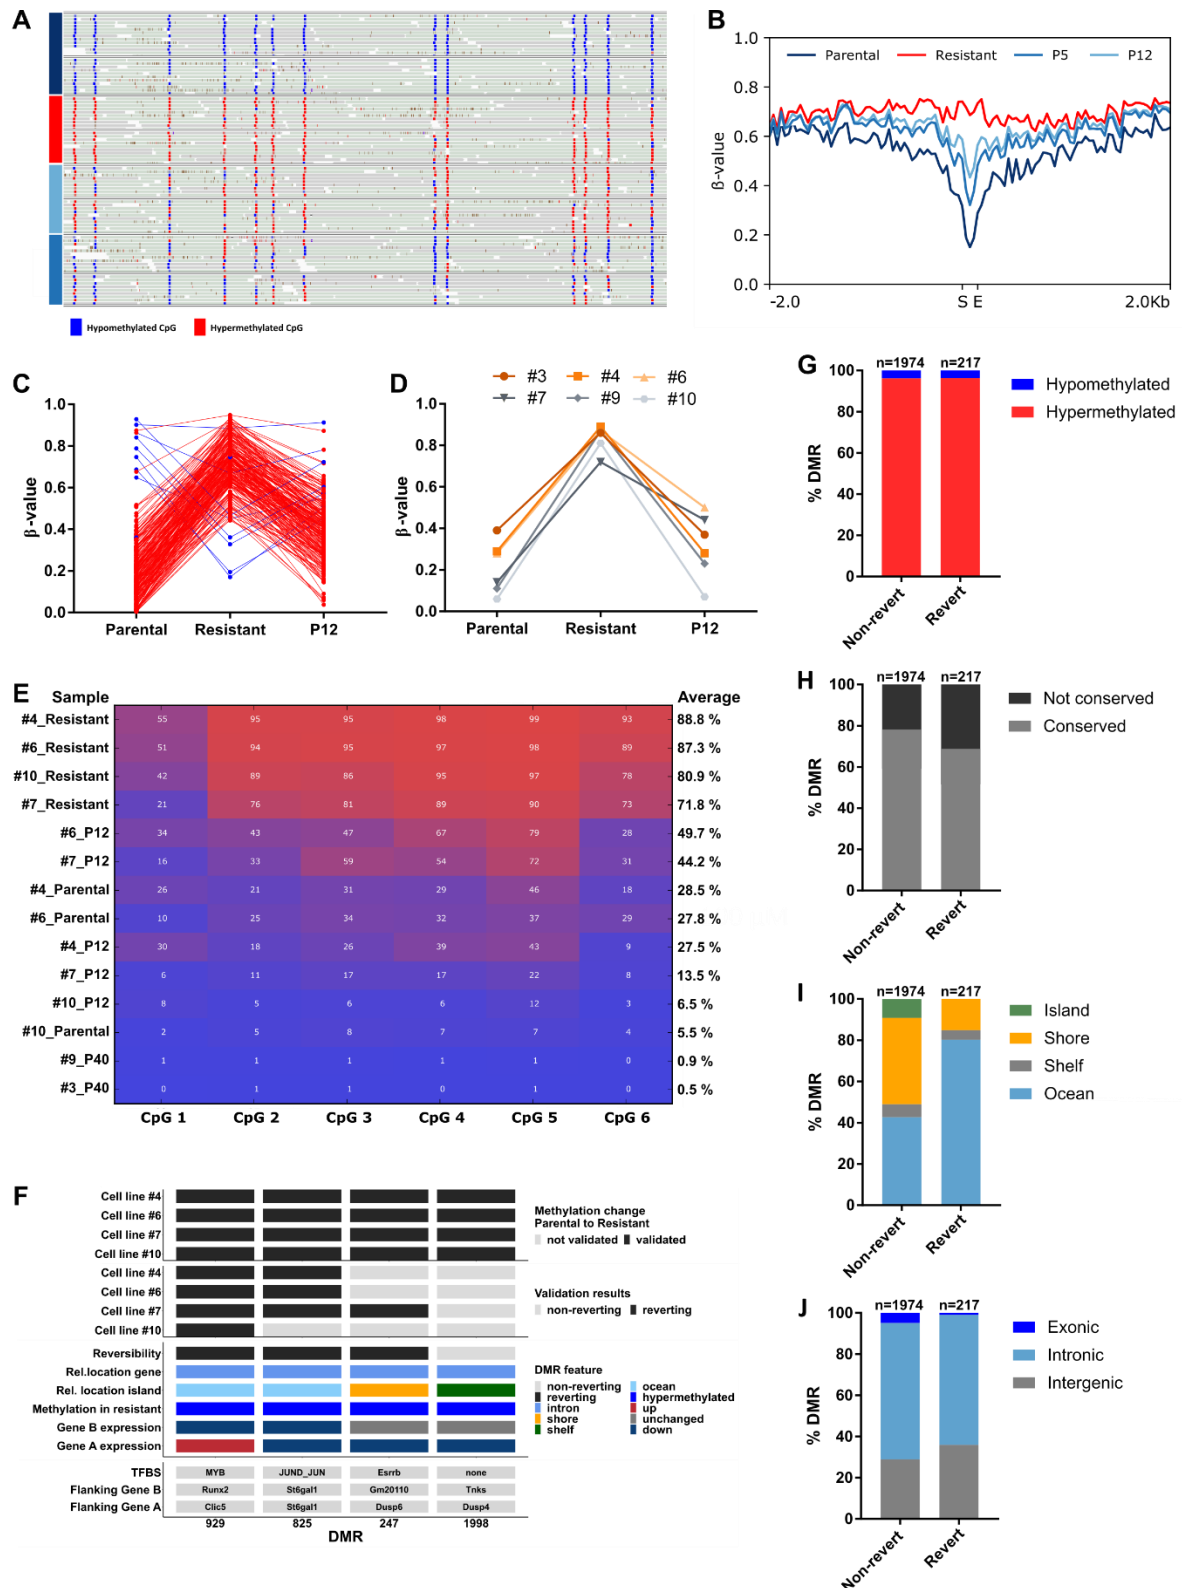 A
Hypomethylated CpG Hypermethylated CpG
B
1.0
0.8
0.6
0.4
0.2
0.0
β-value
Parental Resistant P5 P12
-2.0 S E 2.0Kb
C
1.0
0.8
0.6
0.4
0.2
0.0
β-value
Parental Resistant P12
D
#3 #4 #6
#7 #9 #10
1.0
0.8
0.6
0.4
0.2
0.0
β-value
Parental Resistant P12
E
Sample Average
#4_Resistant 55 95 95 98 99 93 88.8 %
#6_Resistant 51 94 95 97 98 89 87.3 %
#10_Resistant 42 89 86 95 97 78 80.9 %
#7_Resistant 21 76 81 89 90 73 71.8 %
#6_P12 34 43 47 67 79 28 49.7 %
#7_P12 16 33 59 54 72 31 44.2 %
#4_Parental 26 21 31 29 46 18 28.5 %
#6_Parental 10 25 34 32 37 29 27.8 %
#4_P12 30 18 26 39 43 9 27.5 %
#7_P12 6 11 17 17 22 8 13.5 %
#10_P12 8 5 6 6 12 3 6.5 %
#10_Parental 2 5 8 7 7 4 5.5 %
#9_P40 1 1 1 1 0 0.9 %
#3_P40 0 1 1 0 1 0 0.5 %
CpG 1 CpG 2 CpG 3 CpG 4 CpG 5 CpG 6
F
Cell line #4
Cell line #6
Cell line #7
Cell line #10
Methylation change
Parental to Resistant
not validated validated
Cell line #4
Cell line #6
Cell line #7
Cell line #10
Validation results
non-reverting reverting
Reversibility
Rel.location gene
Rel. location island
Methylation in resistant
Gene B expression
Gene A expression
DMR feature
non-reverting ocean
reverting hypermethylated
intron up
shore unchanged
shelf down
TFBS MYB JUND_JUN Esrrb none
Flanking Gene B Runx2 St6gal1 Gm20110 Tnks
Flanking Gene A Clic5 St6gal1 Dusp6 Dusp4
929 825 247 1998
DMR
G
n=1974 n=217
100
80
60
40
20
0
% DMR
Non-revert Revert
Hypomethylated
Hypermethylated
H
n=1974 n=217
100
80
60
40
20
0
% DMR
Non-revert Revert
Not conserved
Conserved
I
n=1974 n=217
100
80
60
40
20
0
% DMR
Non-revert Revert
Island
Shore
Shelf
Ocean
J
n=1974 n=217
100
80
60
40
20
0
% DMR
Non-revert Revert
Exonic
Intronic
Intergenic